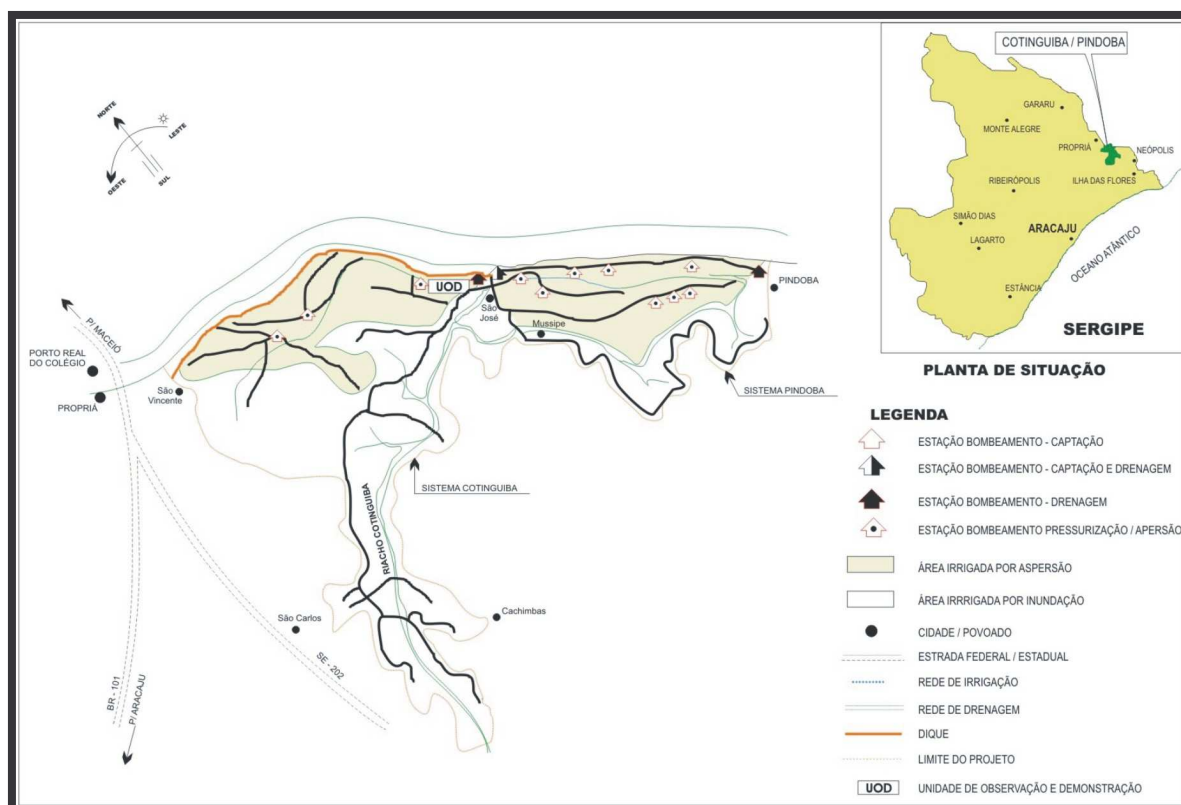 NORTE
LESTE
OESTE
SUL
P/ MACEIÓ
PORTO REAL
DO COLÉGIO
PROPRIÁ
São
Vincente
BR - 101
P/ ARACAJU
SE - 202
São Carlos
Cachimbas
RIACHO COTINGUIBA
SISTEMA COTINGUIBA
UOD
São
José
Mussipe
PINDOBA
SISTEMA PINDOBA
COTINGUIBA / PINDOBA
GARARU
MONTE ALEGRE
PROPRIÁ
NEÓPOLIS
RIBEIRÓPOLIS
ILHA DAS FLORES
SIMÃO DIAS
ARACAJU
LAGARTO
OCEANO ATÂNTICO
ESTÂNCIA
SERGIPE
PLANTA DE SITUAÇÃO
LEGENDA
ESTAÇÃO BOMBEAMENTO - CAPTAÇÃO
ESTAÇÃO BOMBEAMENTO - CAPTAÇÃO E DRENAGEM
ESTAÇÃO BOMBEAMENTO - DRENAGEM
ESTAÇÃO BOMBEAMENTO PRESSURIZAÇÃO / APERSÃO
ÁREA IRRIGADA POR ASPERSÃO
ÁREA IRRRIGADA POR INUNDAÇÃO
CIDADE / POVOADO
ESTRADA FEDERAL / ESTADUAL
REDE DE IRRIGAÇÃO
REDE DE DRENAGEM
DIQUE
LIMITE DO PROJETO
UOD UNIDADE DE OBSERVAÇÃO E DEMONSTRAÇÃO